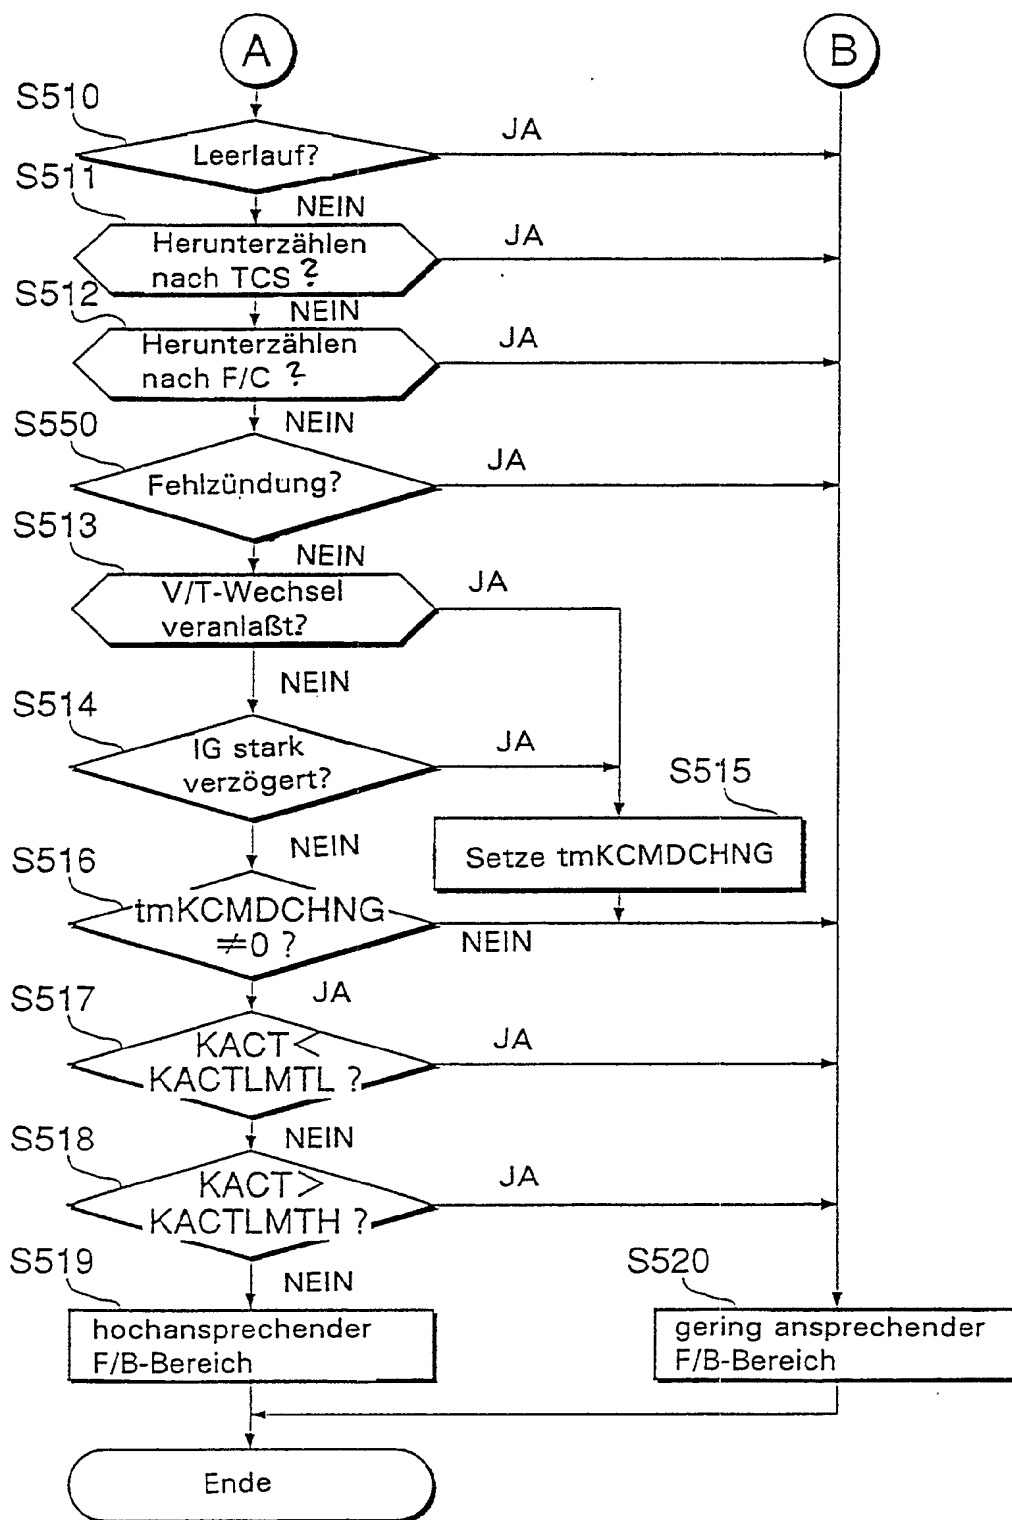 A
B
S510
Leerlauf?
JA
NEIN
S511
Herunterzählen
nach TCS ?
JA
NEIN
S512
Herunterzählen
nach F/C ?
JA
NEIN
S550
Fehlzündung?
JA
NEIN
S513
V/T-Wechsel
veranlaßt?
JA
NEIN
S514
IG stark
verzögert?
JA
NEIN
S515
Setze tmKCMDCHNG
S516
tmKCMDCHNG
≠0 ?
NEIN
JA
S517
KACT<
KACTLMTL ?
JA
NEIN
S518
KACT>
KACTLMTH ?
JA
NEIN
S519
hochansprechender
F/B-Bereich
S520
gering ansprechender
F/B-Bereich
Ende